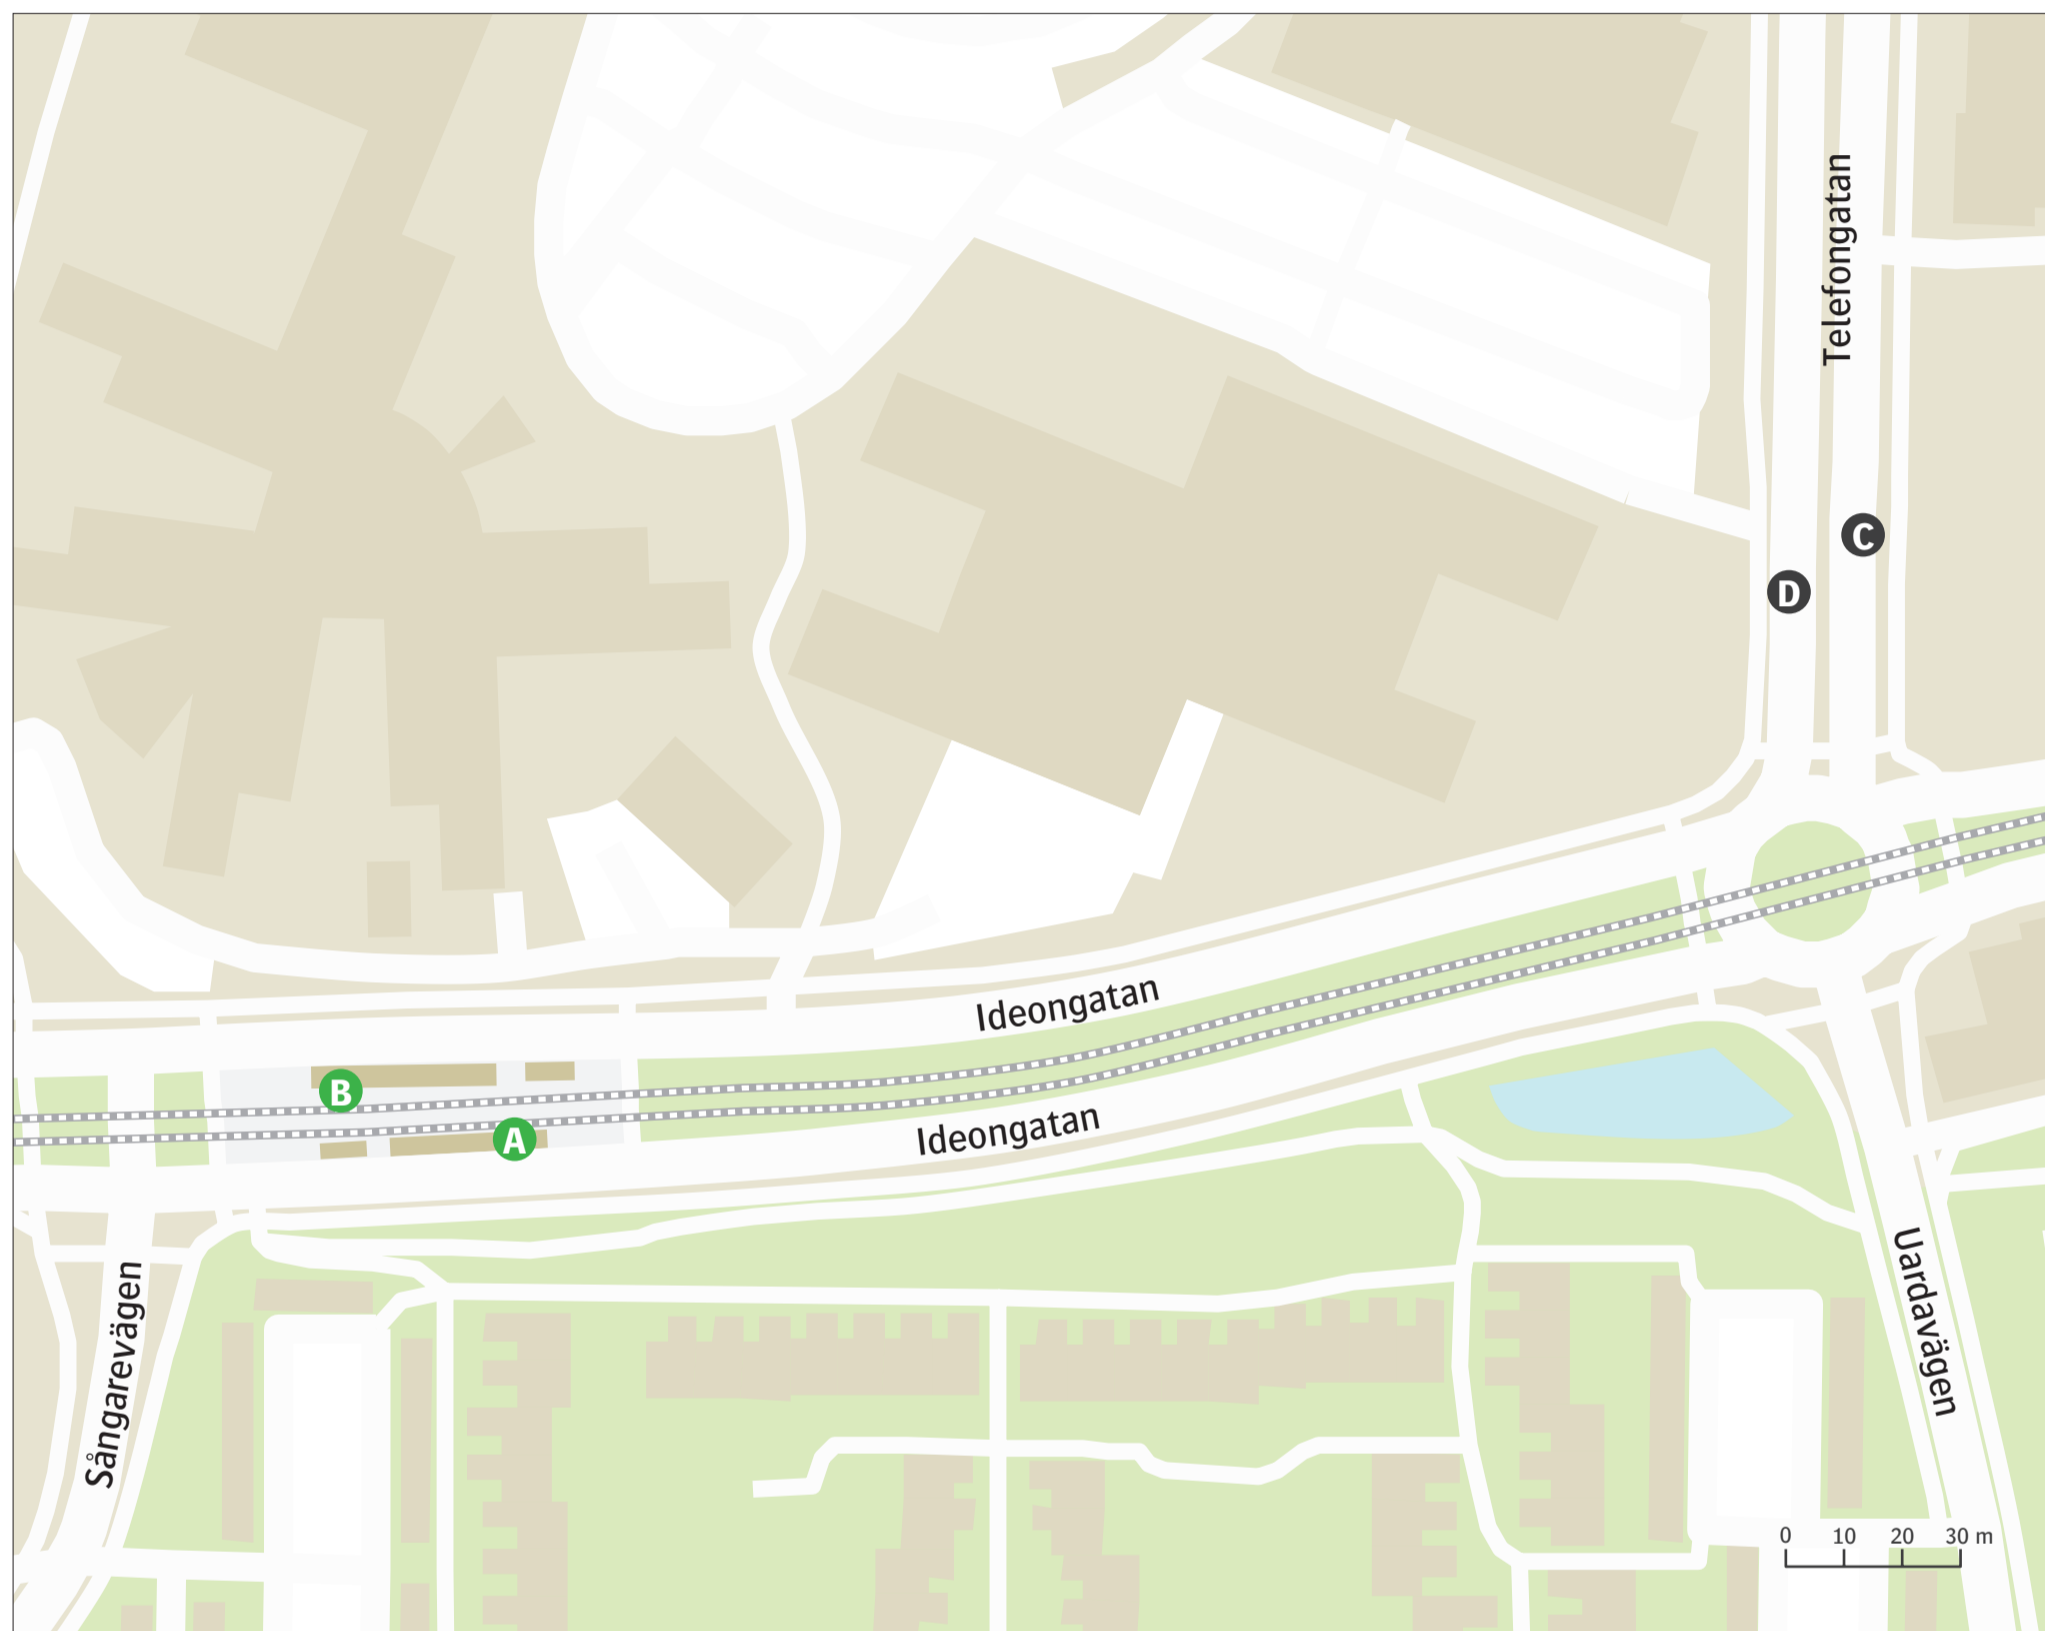 Telefongatan
C
D
Ideongatan
B
A
Ideongatan
Sångarevägen
Uardavägen
0 10 20 30 m